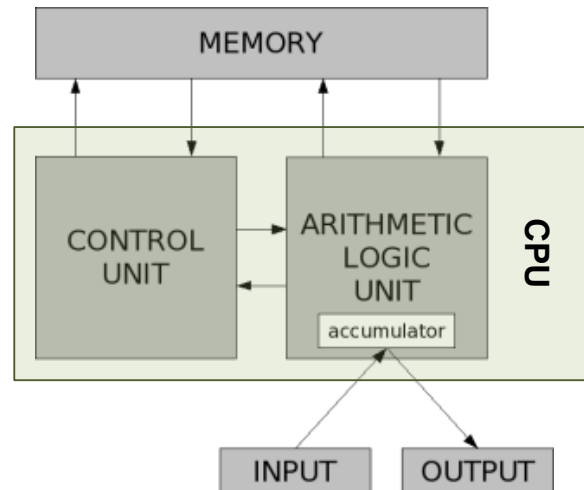 MEMORY
CONTROL
UNIT
ARITHMETIC
LOGIC
UNIT
accumulator
CPU
INPUT
OUTPUT